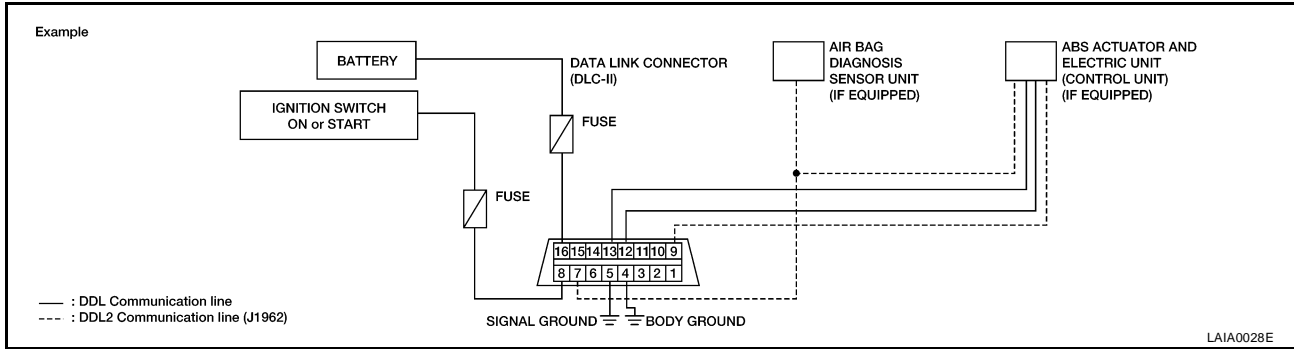 Example
BATTERY
IGNITION SWITCH
ON or START
DATA LINK CONNECTOR
(DLC-II)
FUSE
FUSE
AIR BAG
DIAGNOSIS
SENSOR UNIT
(IF EQUIPPED)
ABS ACTUATOR AND
ELECTRIC UNIT
(CONTROL UNIT)
(IF EQUIPPED)
16 15 14 13 12 11 10 9
8 7 6 5 4 3 2 1
: DDL Communication line
: DDL2 Communication line (J1962)
SIGNAL GROUND
BODY GROUND
LAIA0028E